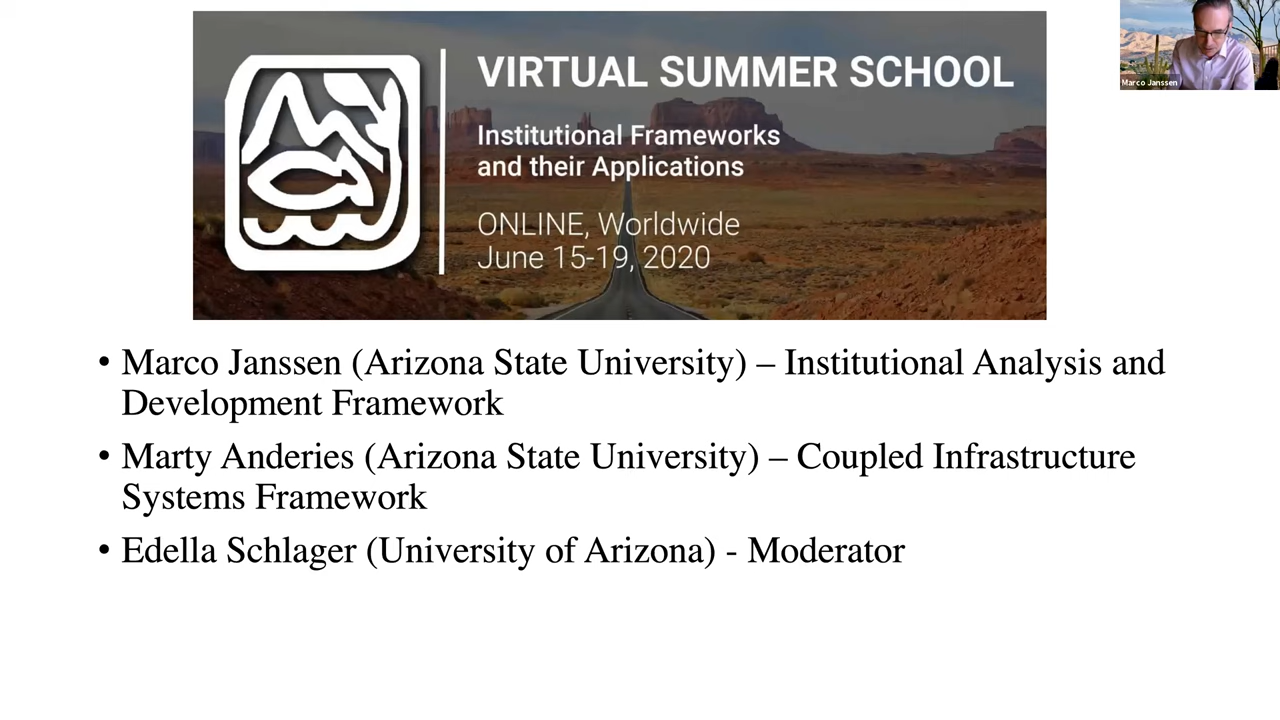 VIRTUAL SUMMER SCHOOL
Institutional Frameworks
and their Applications
ONLINE, Worldwide
June 15-19, 2020
Marco Janssen
• Marco Janssen (Arizona State University) – Institutional Analysis and
Development Framework
• Marty Anderies (Arizona State University) – Coupled Infrastructure
Systems Framework
• Edella Schlager (University of Arizona) - Moderator